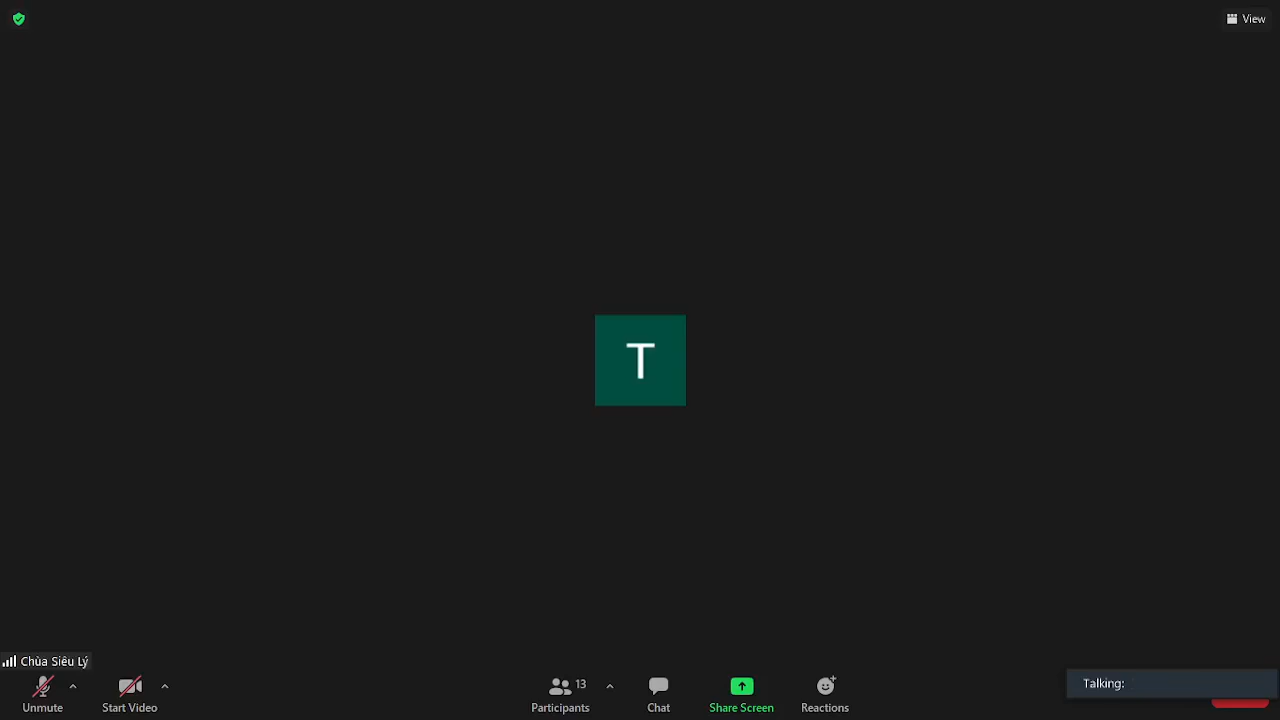 View
T
Chùa Siêu Lý
Unmute
Start Video
13
Participants
Chat
Share Screen
Reactions
Talking: